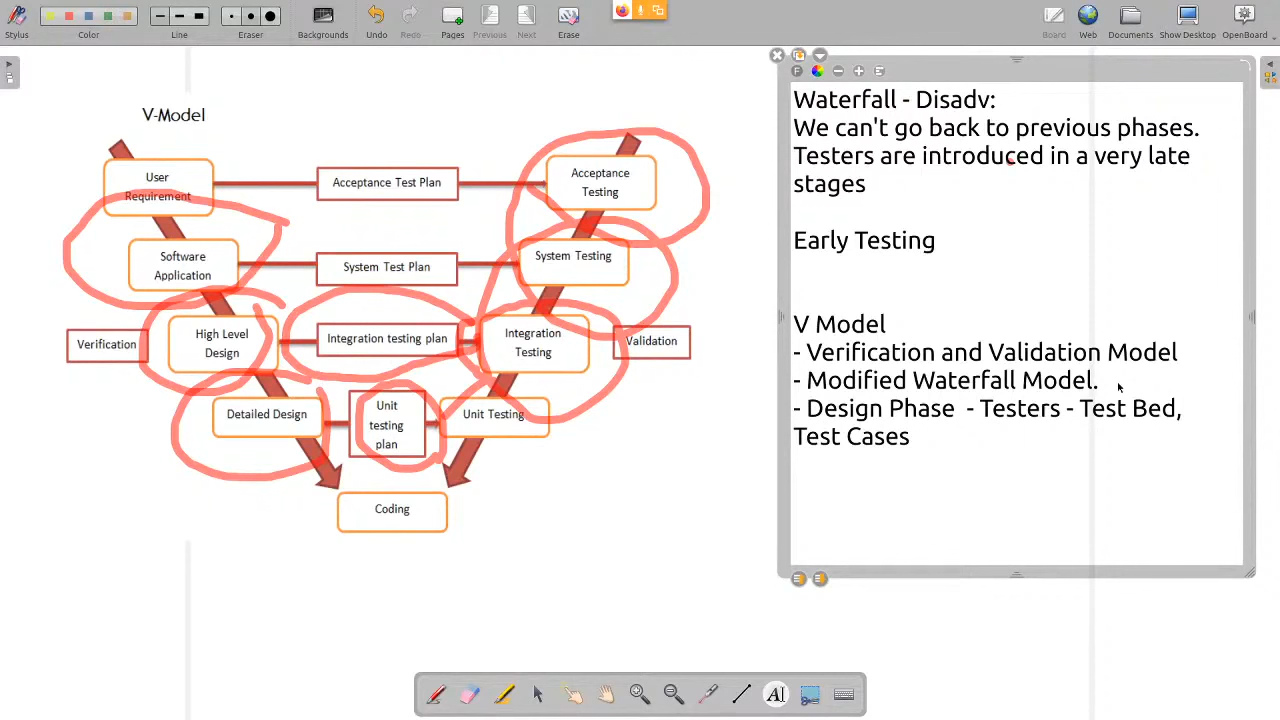 Stylus
Color
Line
Eraser
Backgrounds
Undo
Redo
Pages
Previous
Next
Erase
Board
Web
Documents
Show Desktop
OpenBoard
V-Model
User
Requirement
Acceptance Test Plan
Acceptance
Testing
Software
Application
System Test Plan
System Testing
Verification
High Level
Design
Integration testing plan
Integration
Testing
Validation
Detailed Design
Unit
testing
plan
Unit Testing
Coding
F
Waterfall - Disadv:
We can't go back to previous phases.
Testers are introduced in a very late
stages
Early Testing
V Model
- Verification and Validation Model
- Modified Waterfall Model.
- Design Phase  - Testers - Test Bed,
Test Cases